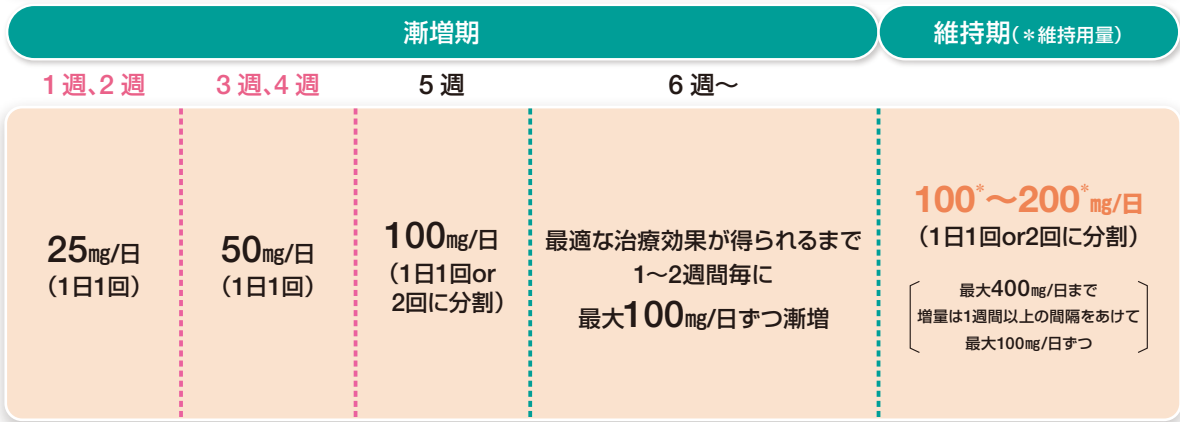 漸増期
維持期(*維持用量)
1週、2週
3週、4週
5週
6週~
25mg/日
(1日1回)
50mg/日
(1日1回)
100mg/日
(1日1回or
2回に分割)
最適な治療効果が得られるまで
1~2週間毎に
最大100mg/日ずつ漸増
100*~200*mg/日
(1日1回or2回に分割)
最大400mg/日まで
増量は1週間以上の間隔をあけて
最大100mg/日ずつ